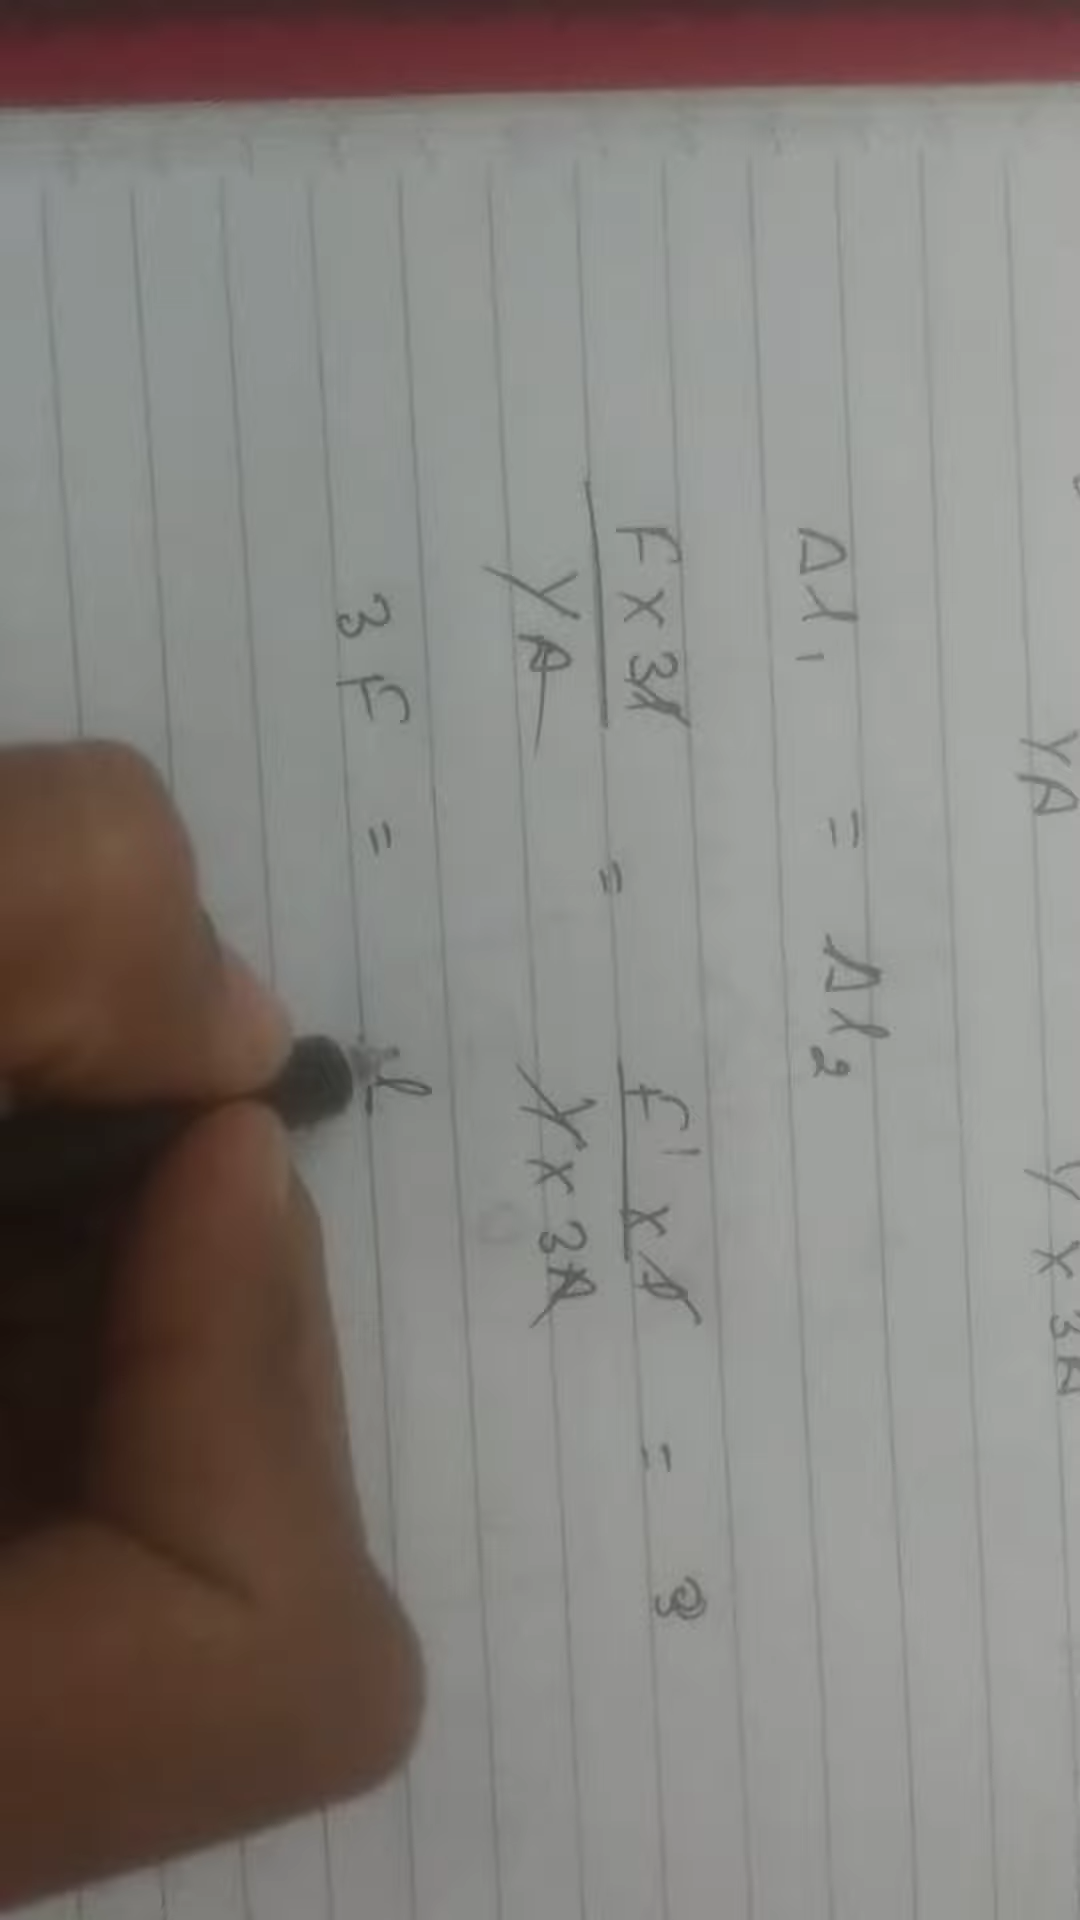 YA Y x 3A
Δl₁ = Δl₂
F x 3l / YA = F' x l / Y x 3A = 3
3F =